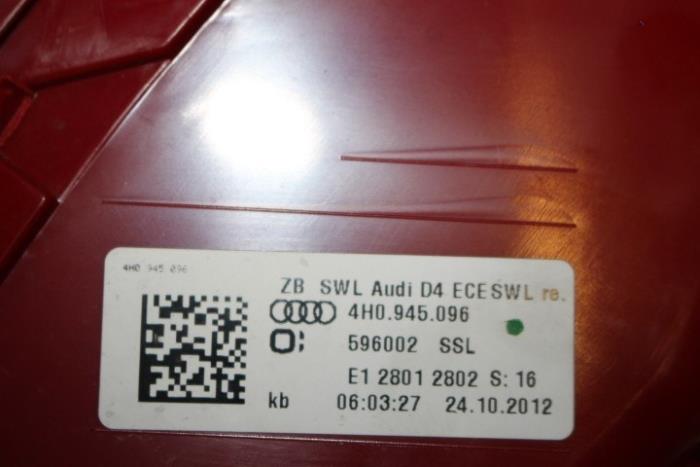 4H0 945 096
ZB SWL Audi D4 ECESWL re.
4H0.945.096
596002 SSL
E1 2801 2802 S: 16
kb 06:03:27 24.10.2012